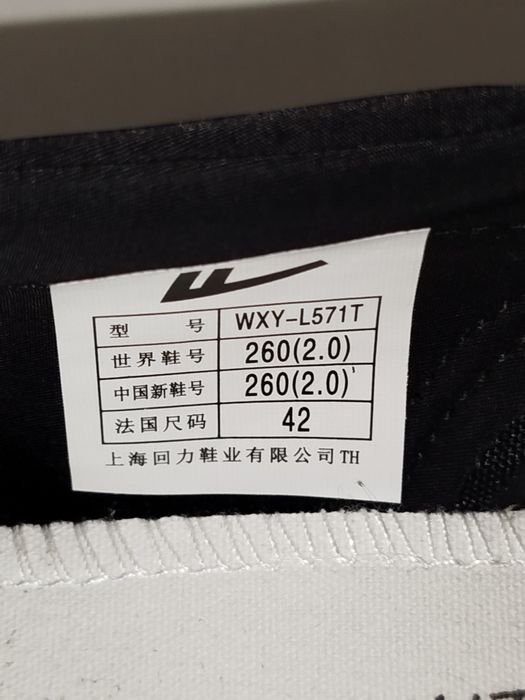 型 号 WXY-L571T
世界鞋号 260(2.0)
中国新鞋号 260(2.0)
法国尺码 42
上海回力鞋业有限公司TH